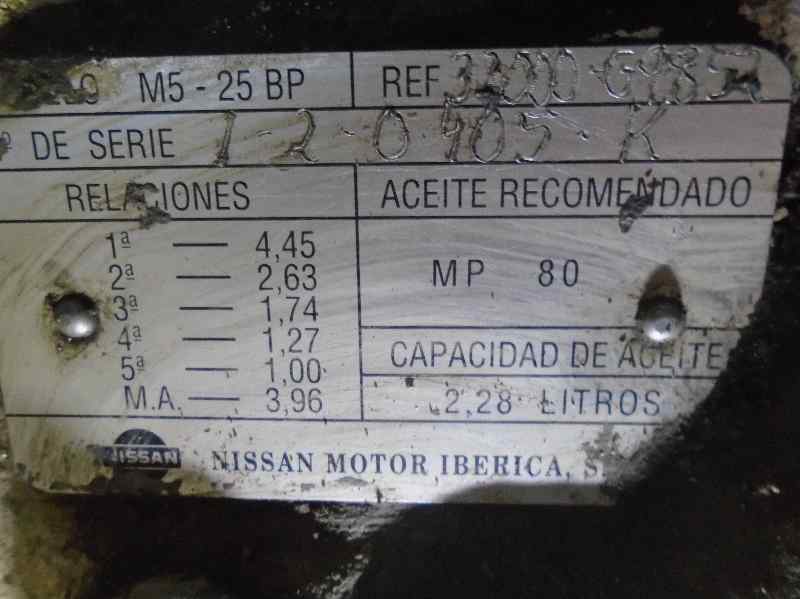 M5 - 25 BP REF
DE SERIE 1-2-0405-K
RELACIONES ACEITE RECOMENDADO
1ª — 4,45
2ª — 2,63
3ª — 1,74
4ª — 1,27
5ª — 1,00
M.A. — 3,96
MP 80
CAPACIDAD DE ACEITE
2,28 LITROS
NISSAN NISSAN MOTOR IBERICA, S.